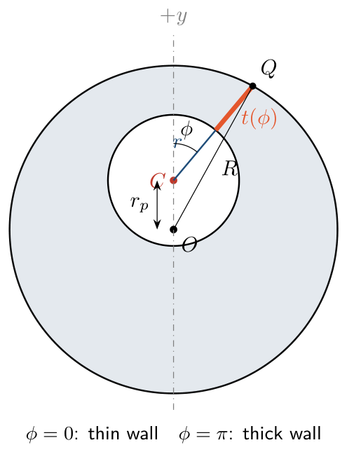 +y
Q
t(ϕ)
ϕ
r
R
C
r_p
O
ϕ = 0: thin wall ϕ = π: thick wall